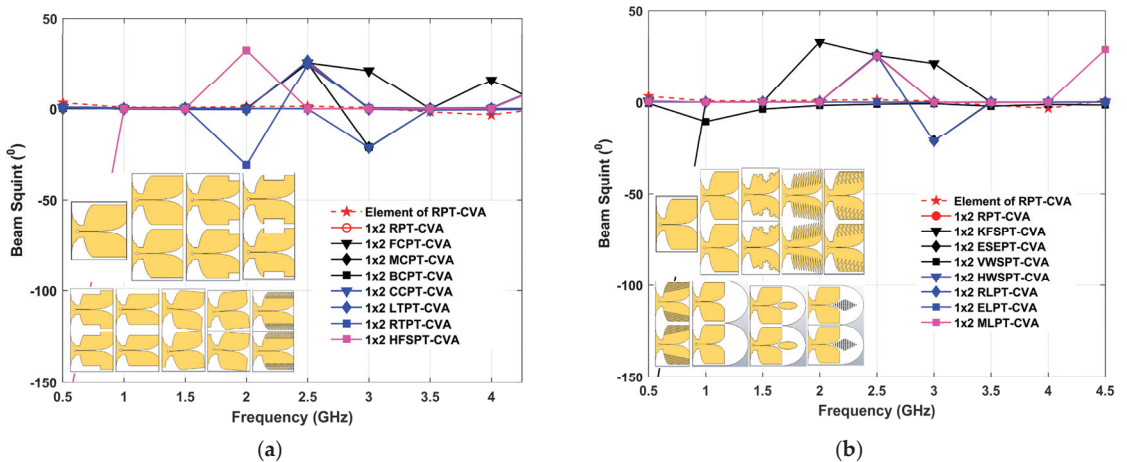 50
0
-50
-100
-150
Beam Squint (⁰)
0.5 1 1.5 2 2.5 3 3.5 4
Frequency (GHz)
Element of RPT-CVA
1x2 RPT-CVA
1x2 FCPT-CVA
1x2 MCPT-CVA
1x2 BCPT-CVA
1x2 CCPT-CVA
1x2 LTPT-CVA
1x2 RTPT-CVA
1x2 HFSPT-CVA
(a)
50
0
-50
-100
-150
Beam Squint (⁰)
0.5 1 1.5 2 2.5 3 3.5 4 4.5
Frequency (GHz)
Element of RPT-CVA
1x2 RPT-CVA
1x2 KFSPT-CVA
1x2 ESEPT-CVA
1x2 VWSPT-CVA
1x2 HWSPT-CVA
1x2 RLPT-CVA
1x2 ELPT-CVA
1x2 MLPT-CVA
(b)